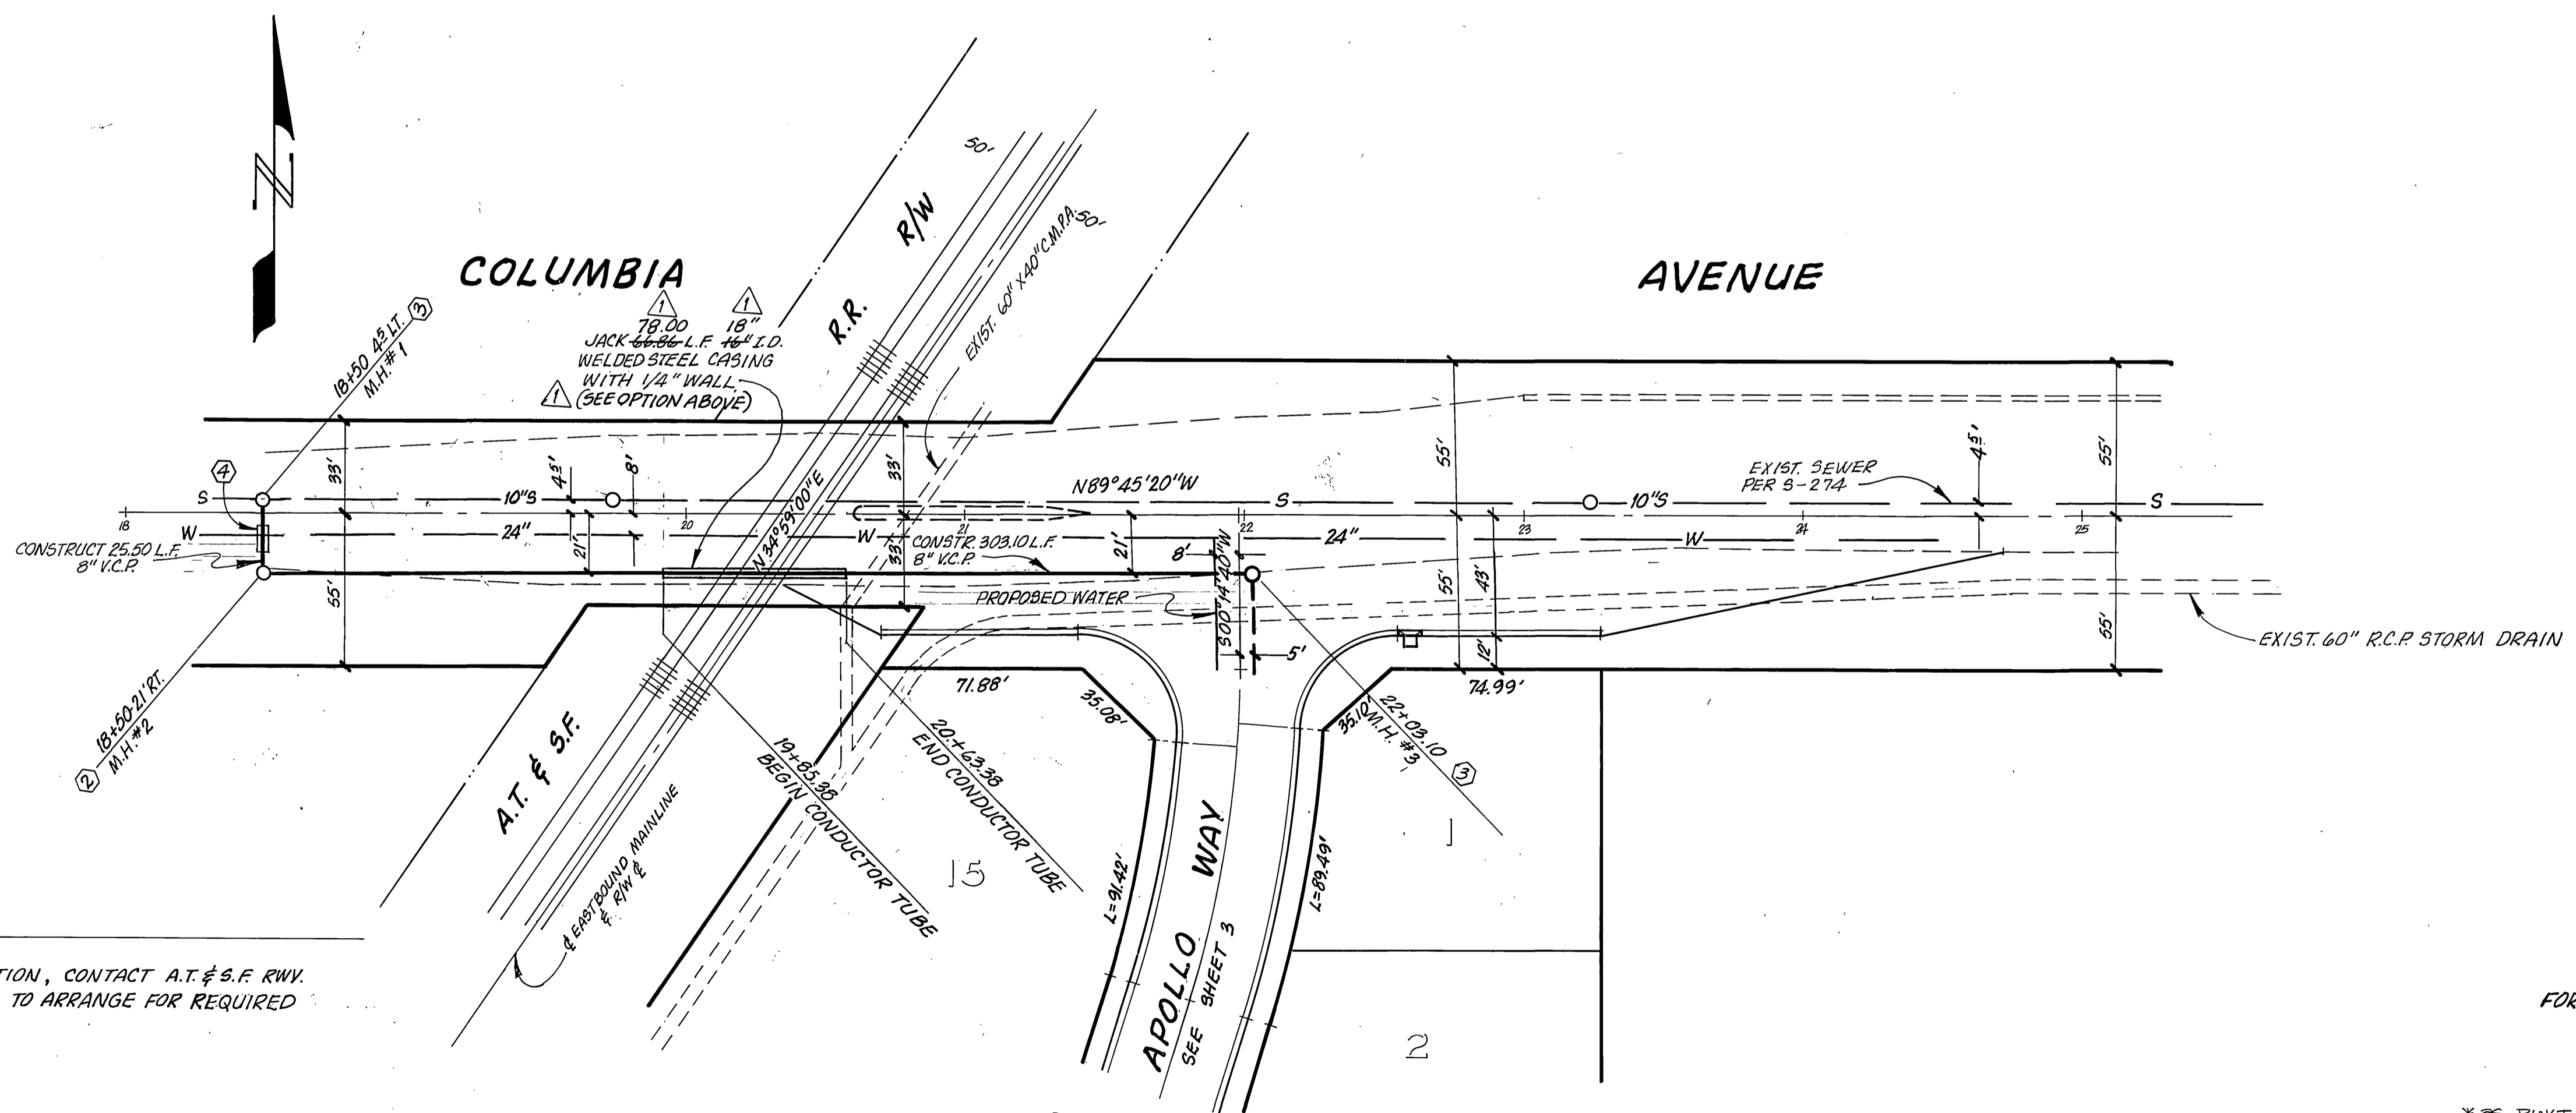 N
COLUMBIA
AVENUE
R.R.
R/W
50'
50'
EXIST. 60" X 40" C.M.P.A.
1
1
78.00 18"
JACK 66.86 L.F. 16" I.D.
WELDED STEEL CASING
WITH 1/4" WALL
1 (SEE OPTION ABOVE)
18+50 4⁵' LT. 3
M.H. #1
4
33'
4⁵'
8'
33'
55'
4⁵'
55'
S
10"S
N89°45'20"W
S
10"S
EXIST. SEWER
PER S-274
S
18
20
21
22
23
24
25
W
24"
W
24"
W
CONSTRUCT 25.50 L.F.
8" V.C.P.
21'
N34°59'00"E
33'
CONSTR. 303.10 L.F.
8" V.C.P.
21'
8'
S00°14'40"W
PROPOSED WATER
5'
55'
55'
43'
12'
55'
EXIST. 60" R.C.P. STORM DRAIN
18+50-21' RT.
2 M.H. #2
71.88'
35.08'
74.99'
35.10'
22+03.10
M.H. #3
3
19+85.38
BEGIN CONDUCTOR TUBE
20+63.38
END CONDUCTOR TUBE
A.T. & S.F.
℄ EASTBOUND MAINLINE
& R/W ℄
15
1
2
L=91.42'
L=89.49'
APOLLO WAY
SEE SHEET 3
TION, CONTACT A.T. & S.F. RWY.
TO ARRANGE FOR REQUIRED
FOR